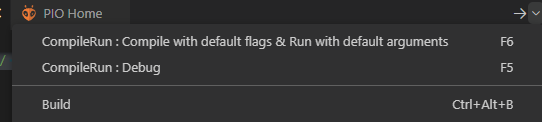 PIO Home
CompileRun : Compile with default flags & Run with default arguments F6
CompileRun : Debug F5
Build Ctrl+Alt+B